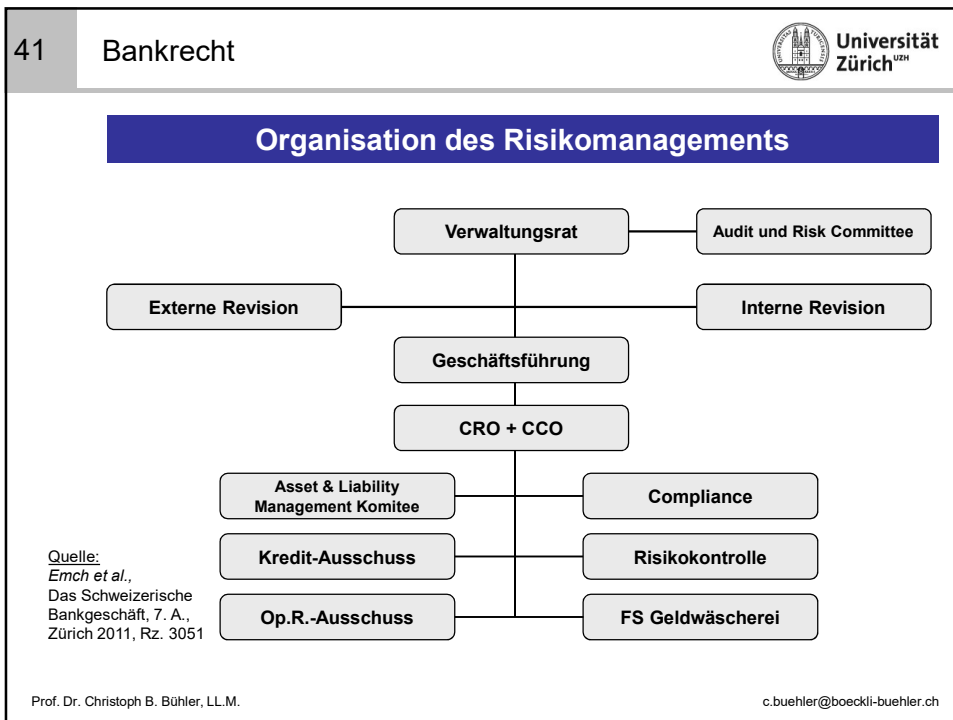 41
Bankrecht
Universität
Zürich UZH
Organisation des Risikomanagements
Verwaltungsrat
Audit und Risk Committee
Externe Revision
Interne Revision
Geschäftsführung
CRO + CCO
Asset & Liability
Management Komitee
Compliance
Kredit-Ausschuss
Risikokontrolle
Op.R.-Ausschuss
FS Geldwäscherei
Quelle:
Emch et al.,
Das Schweizerische
Bankgeschäft, 7. A.,
Zürich 2011, Rz. 3051
Prof. Dr. Christoph B. Bühler, LL.M.
c.buehler@boeckli-buehler.ch